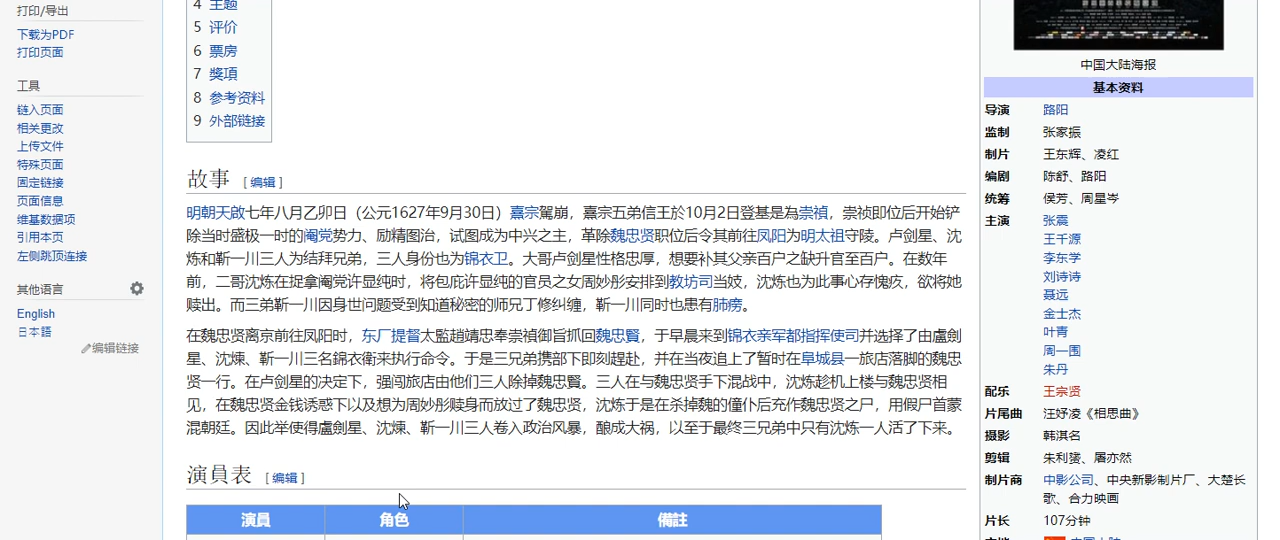 打印/导出
下载为PDF
打印页面
工具
链入页面
相关更改
上传文件
特殊页面
固定链接
页面信息
维基数据项
引用本页
左侧跳顶连接
其他语言
English
日本語
编辑链接
4 主题
5 评价
6 票房
7 獎項
8 参考资料
9 外部链接
故事 [编辑]
明朝天啟七年八月乙卯日（公元1627年9月30日）熹宗駕崩，熹宗五弟信王於10月2日登基是為崇禎，崇祯即位后开始铲
除当时盛极一时的阉党势力、励精图治，试图成为中兴之主，革除魏忠贤职位后令其前往凤阳为明太祖守陵。卢剑星、沈
炼和靳一川三人为结拜兄弟，三人身份也为锦衣卫。大哥卢剑星性格忠厚，想要补其父亲百户之缺升官至百户。在数年
前，二哥沈炼在捉拿阉党许显纯时，将包庇许显纯的官员之女周妙彤安排到教坊司当妓，沈炼也为此事心存愧疚，欲将她
赎出。而三弟靳一川因身世问题受到知道秘密的师兄丁修纠缠，靳一川同时也患有肺痨。
在魏忠贤离京前往凤阳时，东厂提督太監趙靖忠奉崇禎御旨抓回魏忠賢，于早晨来到锦衣亲军都指挥使司并选择了由盧劍
星、沈煉、靳一川三名錦衣衛来执行命令。于是三兄弟携部下即刻赶赴，并在当夜追上了暂时在阜城县一旅店落脚的魏忠
贤一行。在卢剑星的决定下，强闯旅店由他们三人除掉魏忠賢。三人在与魏忠贤手下混战中，沈炼趁机上楼与魏忠贤相
见，在魏忠贤金钱诱惑下以及想为周妙彤赎身而放过了魏忠贤，沈炼于是在杀掉魏的僮仆后充作魏忠贤之尸，用假尸首蒙
混朝廷。因此举使得盧劍星、沈煉、靳一川三人卷入政治风暴，酿成大祸，以至于最终三兄弟中只有沈炼一人活了下来。
演員表 [编辑]
演員 角色 備註
中国大陆海报
基本资料
导演 路阳
监制 张家振
制片 王东辉、凌红
编剧 陈舒、路阳
统筹 侯芳、周星岑
主演 张震
王千源
李东学
刘诗诗
聂远
金士杰
叶青
周一围
朱丹
配乐 王宗贤
片尾曲 汪妤凌《相思曲》
摄影 韩淇名
剪辑 朱利赟、屠亦然
制片商 中影公司、中央新影制片厂、大楚长
歌、合力映画
片长 107分钟